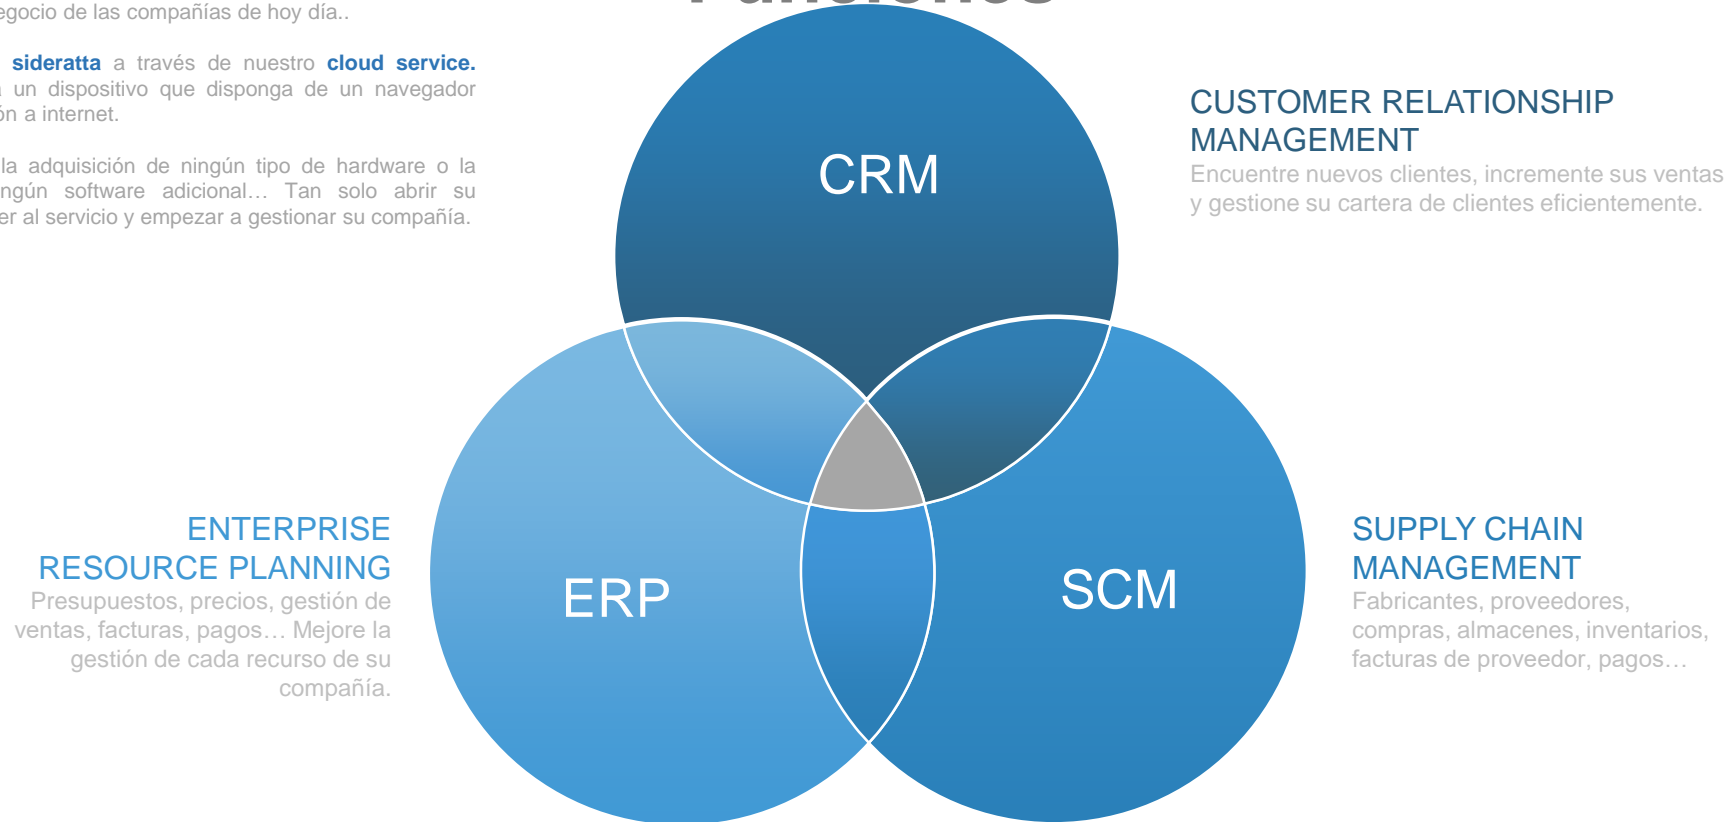 Funciones
egocio de las compañías de hoy día..
sideratta a través de nuestro cloud service.
un dispositivo que disponga de un navegador
ón a internet.
la adquisición de ningún tipo de hardware o la
ningún software adicional… Tan solo abrir su
er al servicio y empezar a gestionar su compañía.
CRM
CUSTOMER RELATIONSHIP
MANAGEMENT
Encuentre nuevos clientes, incremente sus ventas
y gestione su cartera de clientes eficientemente.
ENTERPRISE
RESOURCE PLANNING
Presupuestos, precios, gestión de
ventas, facturas, pagos… Mejore la
gestión de cada recurso de su
compañía.
ERP
SCM
SUPPLY CHAIN
MANAGEMENT
Fabricantes, proveedores,
compras, almacenes, inventarios,
facturas de proveedor, pagos…